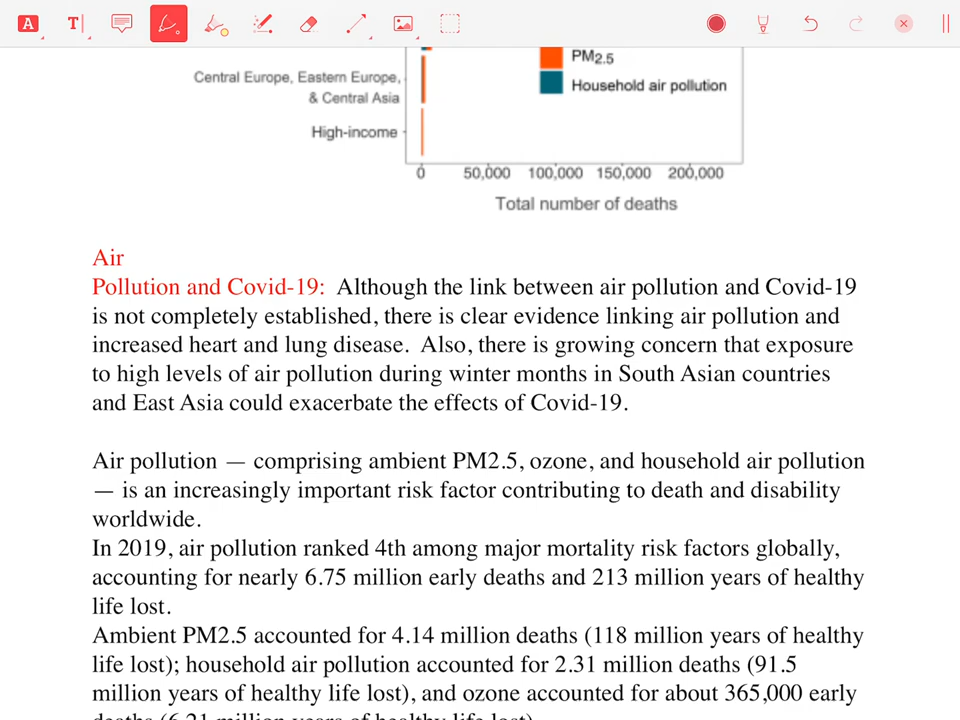 A T|
PM2.5
Central Europe, Eastern Europe,
& Central Asia
Household air pollution
High-income
0 50,000 100,000 150,000 200,000
Total number of deaths
Air
Pollution and Covid-19:  Although the link between air pollution and Covid-19
is not completely established, there is clear evidence linking air pollution and
increased heart and lung disease.  Also, there is growing concern that exposure
to high levels of air pollution during winter months in South Asian countries
and East Asia could exacerbate the effects of Covid-19.
Air pollution — comprising ambient PM2.5, ozone, and household air pollution
— is an increasingly important risk factor contributing to death and disability
worldwide.
In 2019, air pollution ranked 4th among major mortality risk factors globally,
accounting for nearly 6.75 million early deaths and 213 million years of healthy
life lost.
Ambient PM2.5 accounted for 4.14 million deaths (118 million years of healthy
life lost); household air pollution accounted for 2.31 million deaths (91.5
million years of healthy life lost), and ozone accounted for about 365,000 early
deaths (6.21 million years of healthy life lost)